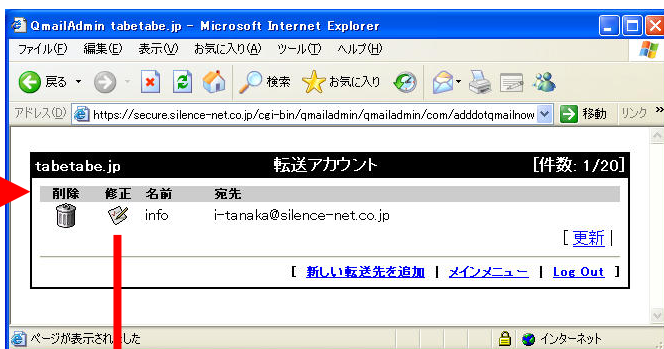 QmailAdmin tabetabe.jp - Microsoft Internet Explorer
ファイル(F) 編集(E) 表示(V) お気に入り(A) ツール(T) ヘルプ(H)
戻る 検索 お気に入り
アドレス(D) https://secure.silence-net.co.jp/cgi-bin/qmailadmin/qmailadmin/com/adddotqmailnow 移動 リンク »
tabetabe.jp 転送アカウント [件数: 1/20]
削除 修正 名前 宛先
info i-tanaka@silence-net.co.jp
[ 更新 |
[ 新しい転送先を追加 | メインメニュー | Log Out ]
ページが表示されました インターネット